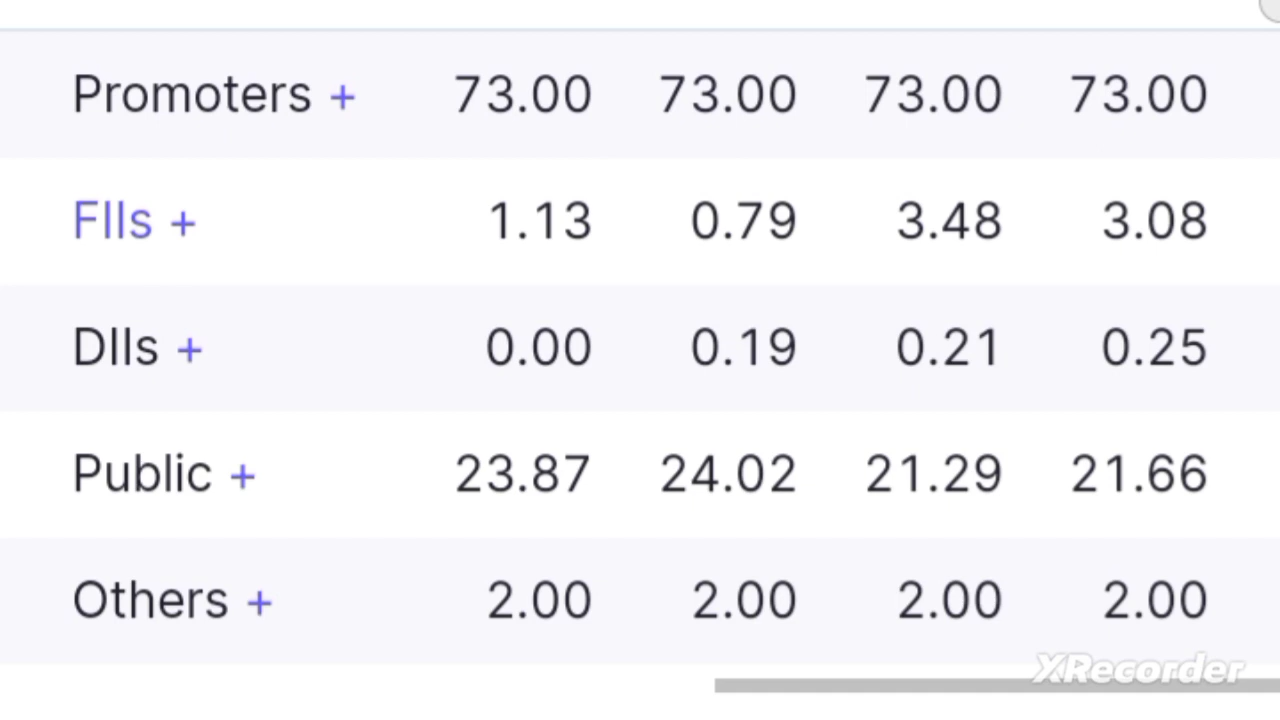 Promoters + 73.00 73.00 73.00 73.00
FIIs + 1.13 0.79 3.48 3.08
DIIs + 0.00 0.19 0.21 0.25
Public + 23.87 24.02 21.29 21.66
Others + 2.00 2.00 2.00 2.00
XRecorder